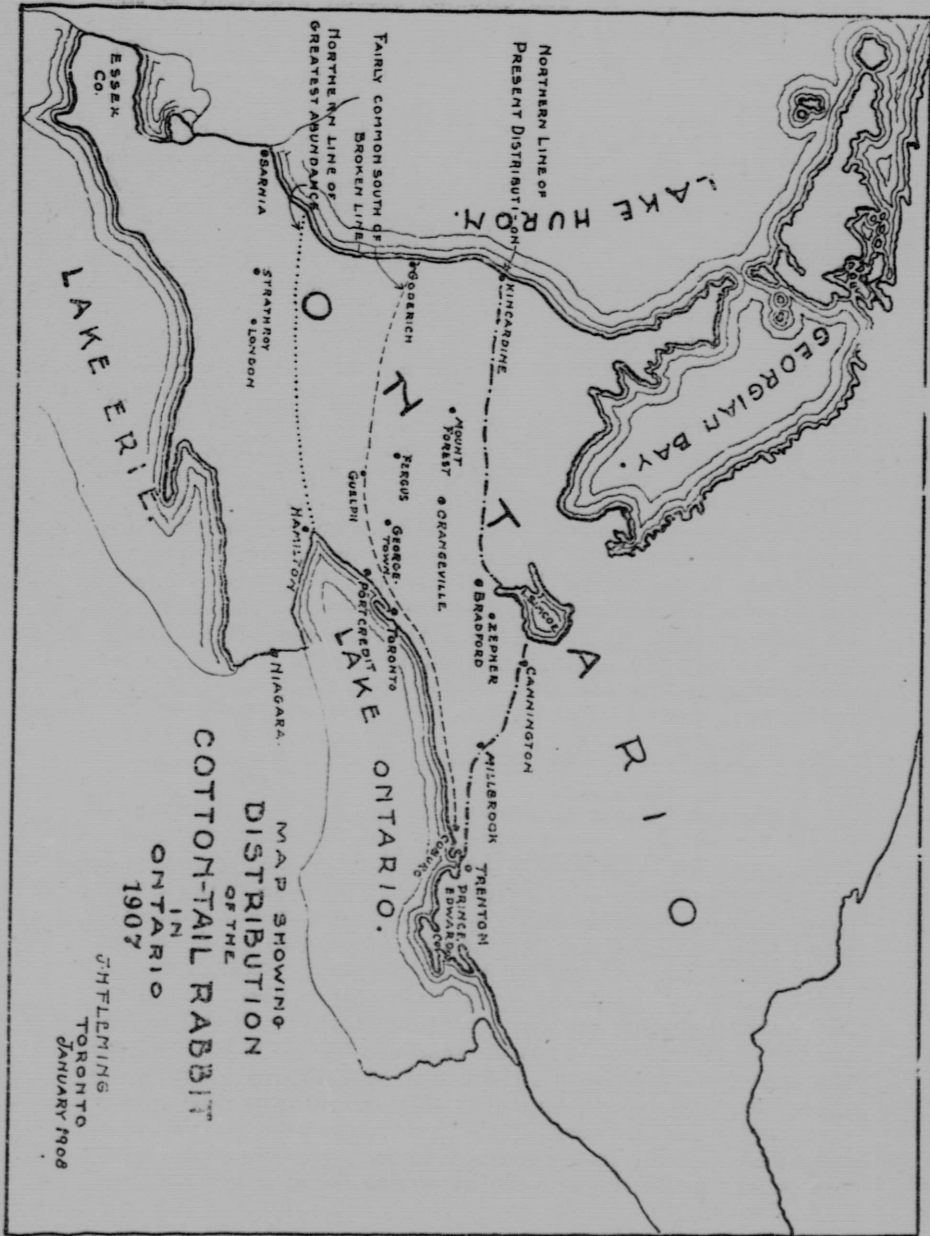 LAKE HURON.
GEORGIAN BAY.
NORTHERN LINE OF
PRESENT DISTRIBUTION
FAIRLY COMMON SOUTH OF
BROKEN LINE
NORTHERN LINE OF
GREATEST ABUNDANCE
ONTARIO
KINCARDINE
GODERICH
SARNIA
STRATHROY
LONDON
ESSEX
CO.
MOUNT
FOREST
ORANGEVILLE
FERGUS
GUELPH
GEORGE-
TOWN
HAMILTON
PORT CREDIT
TORONTO
BRADFORD
ZEPHER
CANNINGTON
MILLBROOK
TRENTON
PRINCE
EDWARD
CO.
NIAGARA.
LAKE ERIE.
LAKE ONTARIO.
MAP SHOWING
DISTRIBUTION
OF THE
COTTON-TAIL RABBIT
IN
ONTARIO
1907
J.H.FLEMING
TORONTO
JANUARY 1908